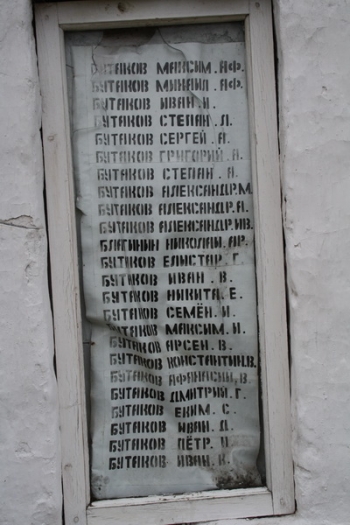 БУТАКОВ МАКСИМ.АФ.
БУТАКОВ МИХАИЛ.АФ.
БУТАКОВ ИВАН.И.
БУТАКОВ СТЕПАН.Л.
БУТАКОВ СЕРГЕЙ.А.
БУТАКОВ ГРИГОРИЙ.А.
БУТАКОВ СТЕПАН.А.
БУТАКОВ АЛЕКСАНДР.М.
БУТАКОВ АЛЕКСАНДР.А.
БУТАКОВ АЛЕКСАНДР.ИВ.
БЛАГИНИН НИКОЛАЙ.АР.
БУТАКОВ ЕЛИСТАР.Г.
БУТАКОВ ИВАН.В.
БУТАКОВ НИКИТА.Е.
БУТАКОВ СЕМЁН.И.
БУТАКОВ МАКСИМ.И.
БУТАКОВ АРСЕН.В.
БУТАКОВ КОНСТАНТИН.В.
БУТАКОВ АФАНАСИЙ.В.
БУТАКОВ ДМИТРИЙ.Г.
БУТАКОВ ЕКИМ.С.
БУТАКОВ ИВАН.Д.
БУТАКОВ ПЁТР.
БУТАКОВ ИВАН.